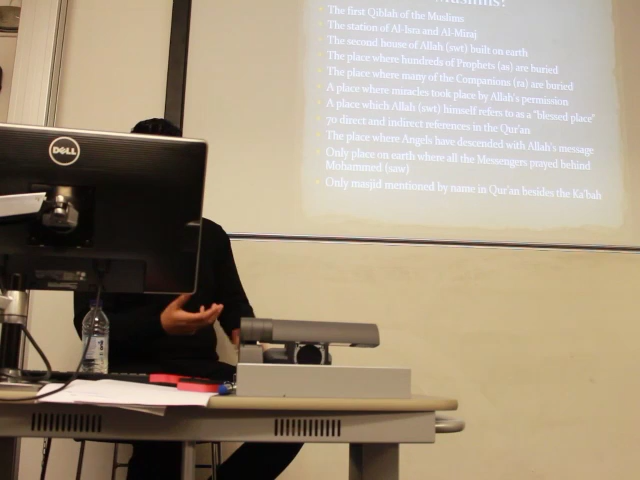 Muslims?
The first Qiblah of the Muslims
The station of Al-Isra and Al-Miraj
The second house of Allah (swt) built on earth
The place where hundreds of Prophets (as) are buried
The place where many of the Companions (ra) are buried
A place where miracles took place by Allah's permission
A place which Allah (swt) himself refers to as a "blessed place"
70 direct and indirect references in the Qur'an
The place where Angels have descended with Allah's message
Only place on earth where all the Messengers prayed behind
Mohammed (saw)
Only masjid mentioned by name in Qur'an besides the Ka'bah
DELL